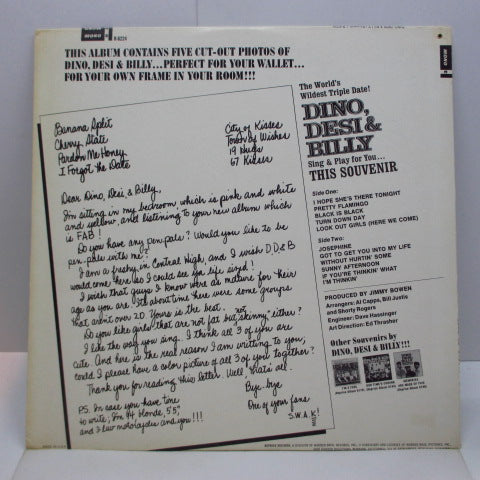 MONO
R-6224
THIS ALBUM CONTAINS FIVE CUT-OUT PHOTOS OF
DINO, DESI & BILLY...PERFECT FOR YOUR WALLET...
FOR YOUR OWN FRAME IN YOUR ROOM!!!
MONO
Banana Split
Cherry State
Pardon Me Honey
I Forgot the Date
City of Kisses
Town of Wishes
19 Hugs
67 Kisses
Dear Dino, Desi, & Billy,
I'm sitting in my bedroom, which is pink and white
and yellow, and listening to your new album which
is FAB!
Do you have any pen-pals? Would you like to be
pen-pals with me?
I am a freshy in Central High, and I wish D,D,&B
would come here so I could see ya life sized!
I wish that guys I know were as mature for their
age as you are. It's about time there were some groups
that aren't over 20. Yours is the best.
Do you like girls that are not fat but not skinny either?
I like the way you sing. I think all 3 of you are
cute. And here is the real reason I am writing to you,
could I please have a color picture of all 3 of you together?
Thank you for reading this letter. Well, that's all.
Bye-bye
One of your fans
S.W.A.K.!
P.S. In case you have time
to write, I'm 14, blonde, 5'5",
and I luv motorcycles and you!!!
The World's
Wildest Triple Date!
DINO,
DESI &
BILLY
Sing & Play for You...
THIS SOUVENIR
Side One:
I HOPE SHE'S THERE TONIGHT
PRETTY FLAMINGO
BLACK IS BLACK
TURN DOWN DAY
LOOK OUT GIRLS (HERE WE COME)
Side Two:
JOSEPHINE
GOT TO GET YOU INTO MY LIFE
WITHOUT HURTIN' SOME
SUNNY AFTERNOON
IF YOU'RE THINKIN' WHAT
I'M THINKIN'
PRODUCED BY JIMMY BOWEN
Arrangers: Al Capps, Bill Justis
and Shorty Rogers
Engineer: Dave Hassinger
Art Direction: Ed Thrasher
Other Souvenirs by
DINO, DESI & BILLY!!!